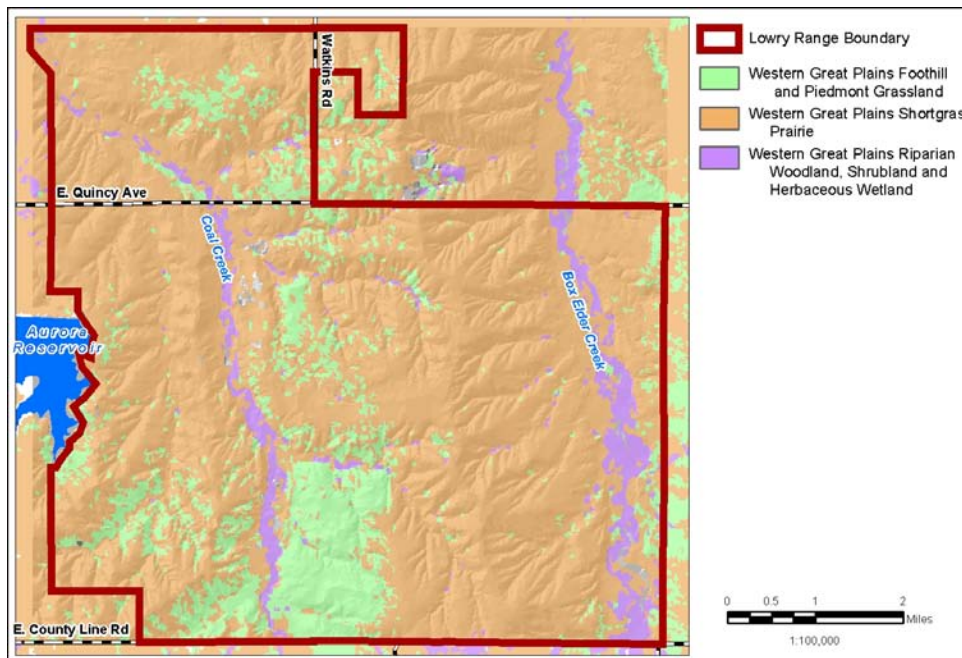 Watkins Rd
E. Quincy Ave
Coal Creek
Box Elder Creek
Aurora
Reservoir
E. County Line Rd
Lowry Range Boundary
Western Great Plains Foothill
and Piedmont Grassland
Western Great Plains Shortgras
Prairie
Western Great Plains Riparian
Woodland, Shrubland and
Herbaceous Wetland
0 0.5 1 2
Miles
1:100,000